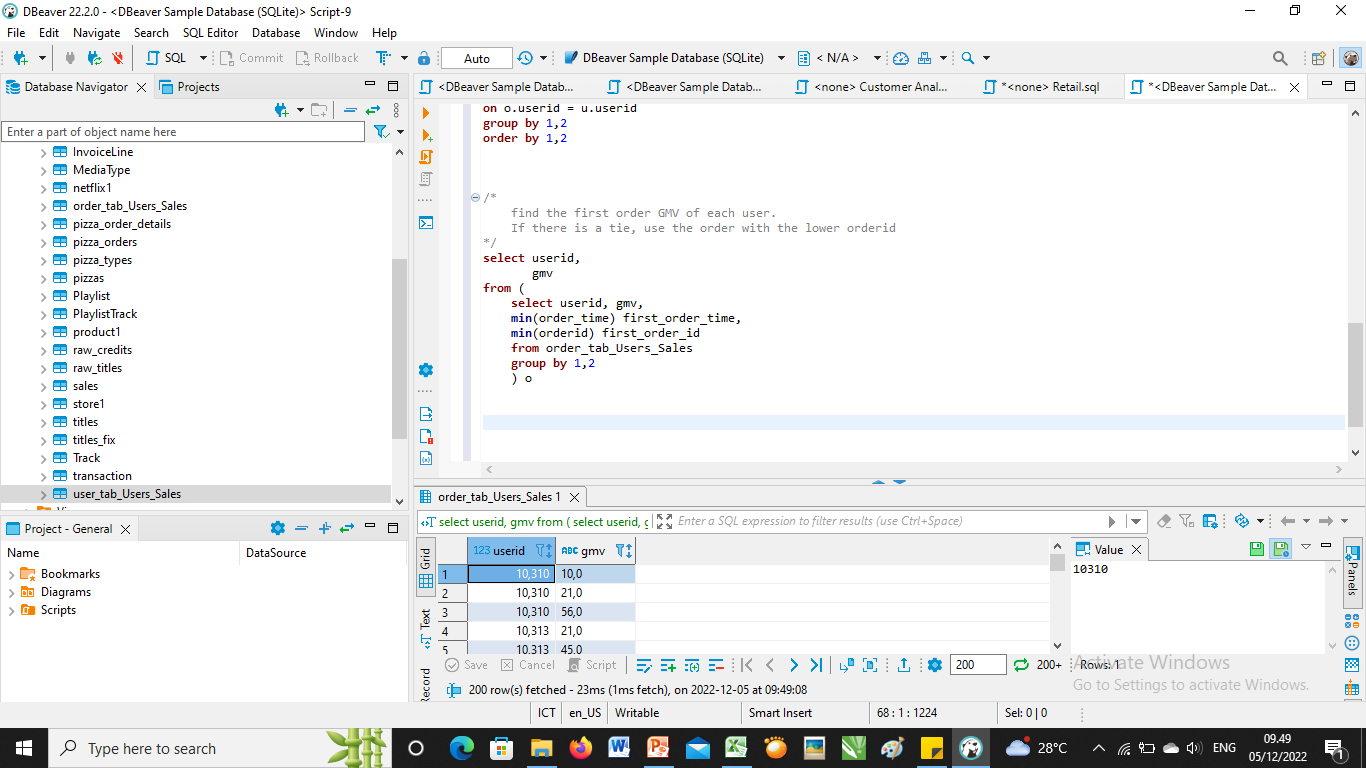 DBeaver 22.2.0 - <DBeaver Sample Database (SQLite)> Script-9
File Edit Navigate Search SQL Editor Database Window Help
SQL Commit Rollback T Auto DBeaver Sample Database (SQLite) < N/A >
Database Navigator Projects
Enter a part of object name here
InvoiceLine
MediaType
netflix1
order_tab_Users_Sales
pizza_order_details
pizza_orders
pizza_types
pizzas
Playlist
PlaylistTrack
product1
raw_credits
raw_titles
sales
store1
titles
titles_fix
Track
transaction
user_tab_Users_Sales
Project - General
Name DataSource
Bookmarks
Diagrams
Scripts
<DBeaver Sample Datab... <DBeaver Sample Datab... <none> Customer Anal... *<none> Retail.sql *<DBeaver Sample Dat...
on o.userid = u.userid
group by 1,2
order by 1,2
/*
find the first order GMV of each user.
If there is a tie, use the order with the lower orderid
*/
select userid,
gmv
from (
select userid, gmv,
min(order_time) first_order_time,
min(orderid) first_order_id
from order_tab_Users_Sales
group by 1,2
) o
order_tab_Users_Sales 1
select userid, gmv from ( select userid, g Enter a SQL expression to filter results (use Ctrl+Space)
Grid
Text
Record
123 userid ABC gmv
1 10,310 10,0
2 10,310 21,0
3 10,310 56,0
4 10,313 21,0
5 10,313 45,0
Value
10310
Panels
Save Cancel Script 200 200+ Rows: 1
200 row(s) fetched - 23ms (1ms fetch), on 2022-12-05 at 09:49:08
Activate Windows
Go to Settings to activate Windows.
ICT en_US Writable Smart Insert 68 : 1 : 1224 Sel: 0 | 0
Type here to search
28°C ENG 09.49
05/12/2022
1